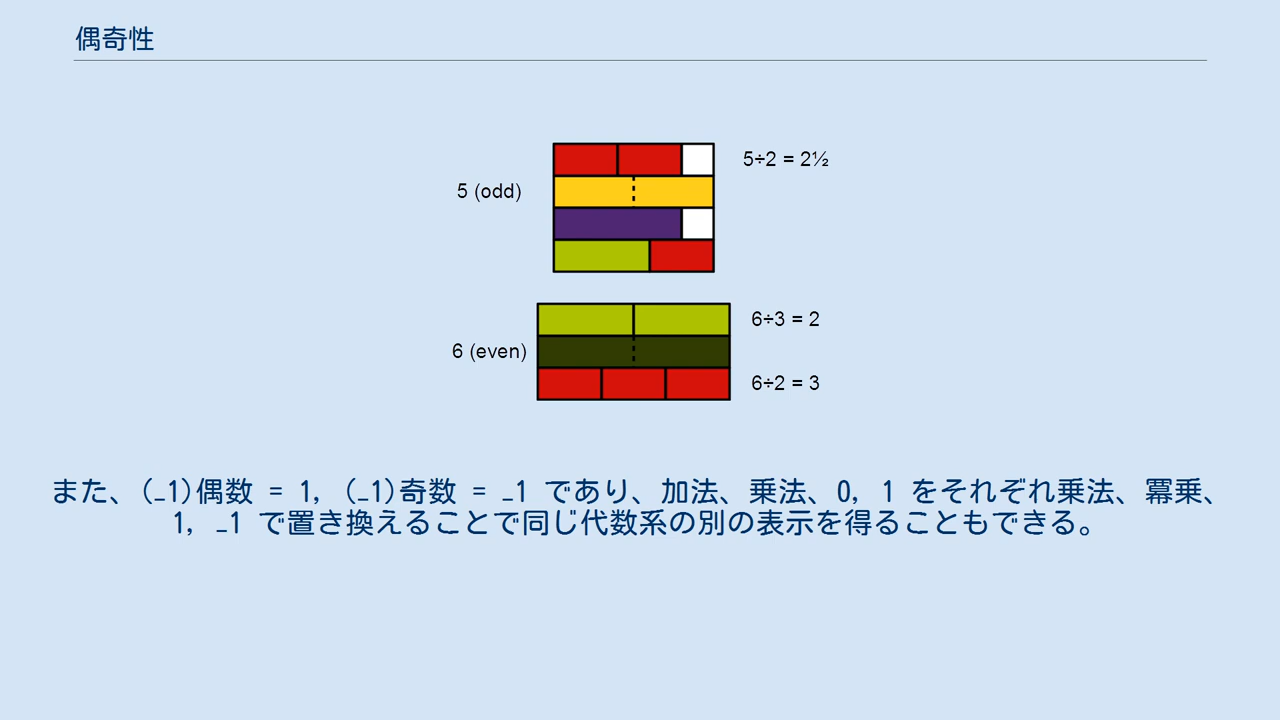 偶奇性
5÷2 = 2½
5 (odd)
6÷3 = 2
6 (even)
6÷2 = 3
また、(−1)偶数 = 1, (−1)奇数 = −1 であり、加法、乗法、0, 1 をそれぞれ乗法、冪乗、
1, −1 で置き換えることで同じ代数系の別の表示を得ることもできる。